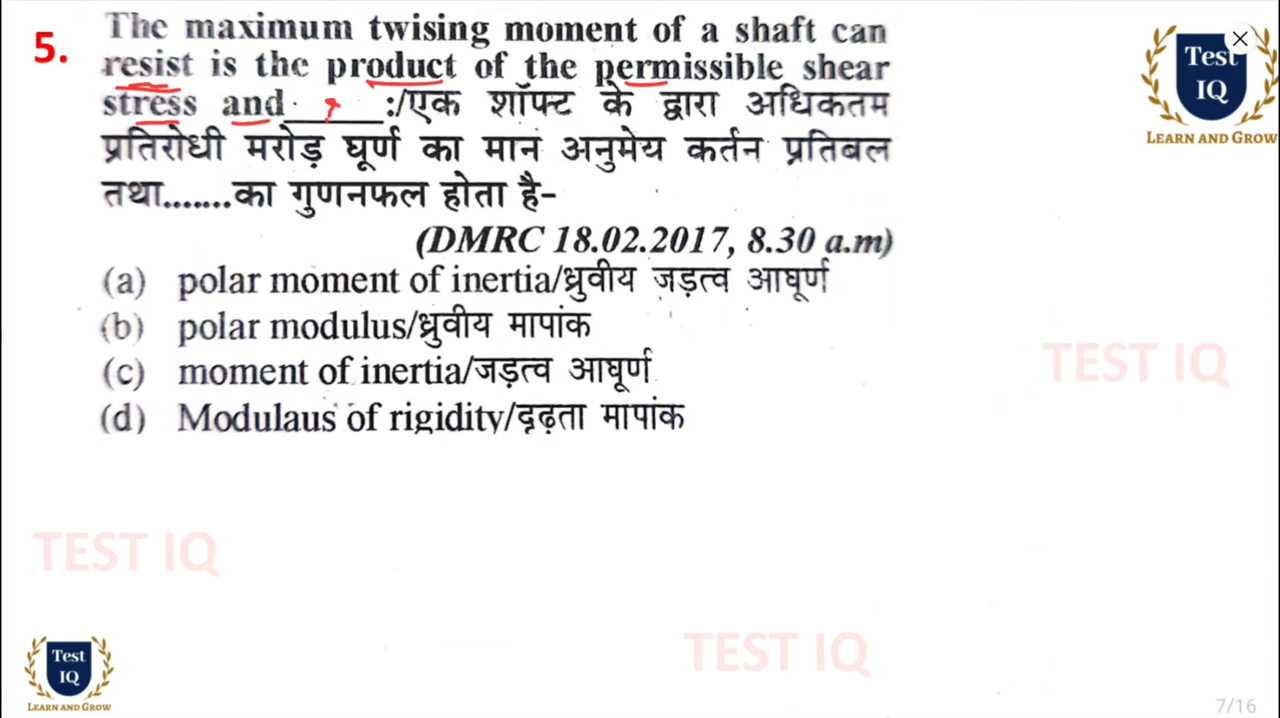 5.
The maximum twising moment of a shaft can
resist is the product of the permissible shear
stress and ? :/एक शॉफ्ट के द्वारा अधिकतम
प्रतिरोधी मरोड़ घूर्ण का मान अनुमेय कर्तन प्रतिबल
तथा.......का गुणनफल होता है-
(DMRC 18.02.2017, 8.30 a.m)
(a) polar moment of inertia/ध्रुवीय जड़त्व आघूर्ण
(b) polar modulus/ध्रुवीय मापांक
(c) moment of inertia/जड़त्व आघूर्ण
(d) Modulaus of rigidity/दृढ़ता मापांक
Test
IQ
LEARN AND GROW
TEST IQ
TEST IQ
Test
IQ
LEARN AND GROW
TEST IQ
7/16